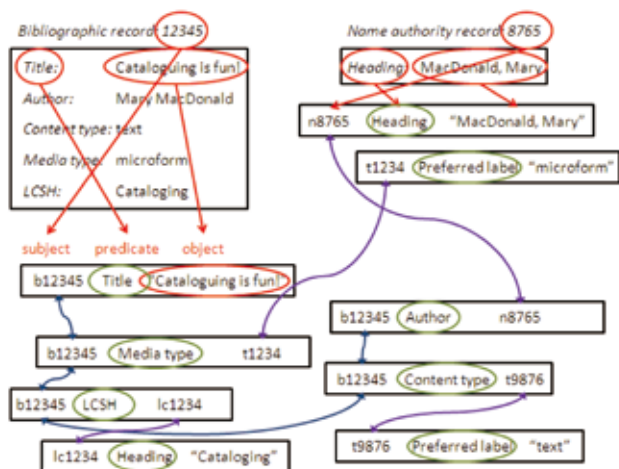 Bibliographic record: 12345
Title: Cataloguing is fun!
Author: Mary MacDonald
Content type: text
Media type: microform
LCSH: Cataloging
Name authority record: 8765
Heading: MacDonald, Mary
n8765 Heading “MacDonald, Mary”
t1234 Preferred label “microform”
subject predicate object
b12345 Title “Cataloguing is fun!”
b12345 Media type t1234
b12345 LCSH lc1234
lc1234 Heading “Cataloging”
b12345 Author n8765
b12345 Content type t9876
t9876 Preferred label “text”